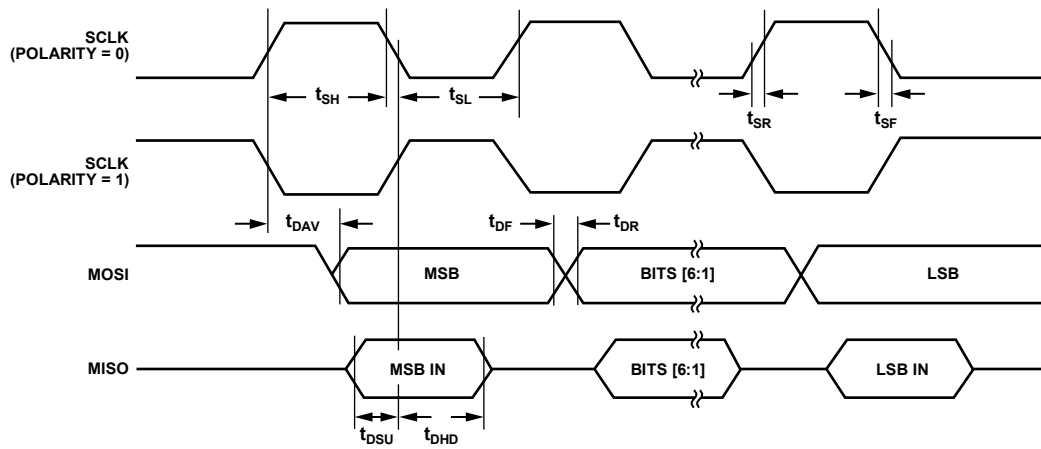 SCLK
(POLARITY = 0)
tSH
tSL
tSR
tSF
SCLK
(POLARITY = 1)
tDAV
tDF
tDR
MOSI
MSB
BITS [6:1]
LSB
MISO
MSB IN
BITS [6:1]
LSB IN
tDSU
tDHD